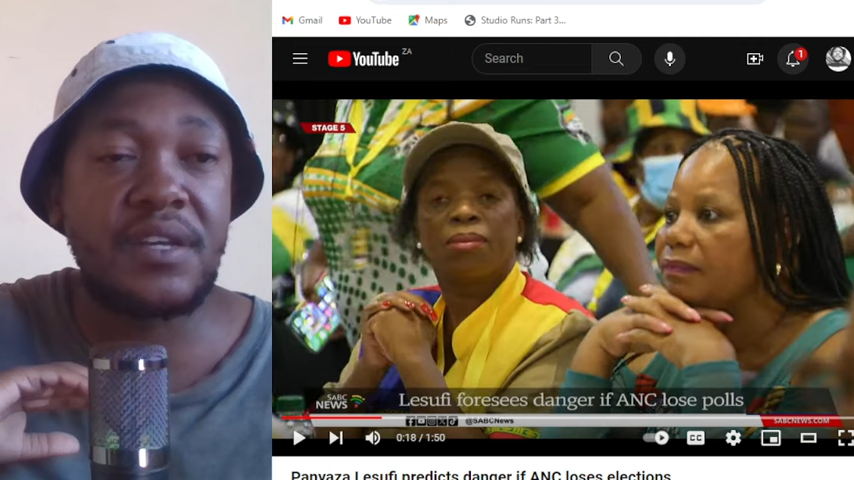 Gmail
YouTube
Maps
Studio Runs: Part 3...
YouTube ZA
Search
1
STAGE 5
SABC NEWS
Lesufi foresees danger if ANC lose polls
@SABCNews
SABCNEWS.COM
0:18 / 1:50
CC
Panyaza Lesufi predicts danger if ANC loses elections